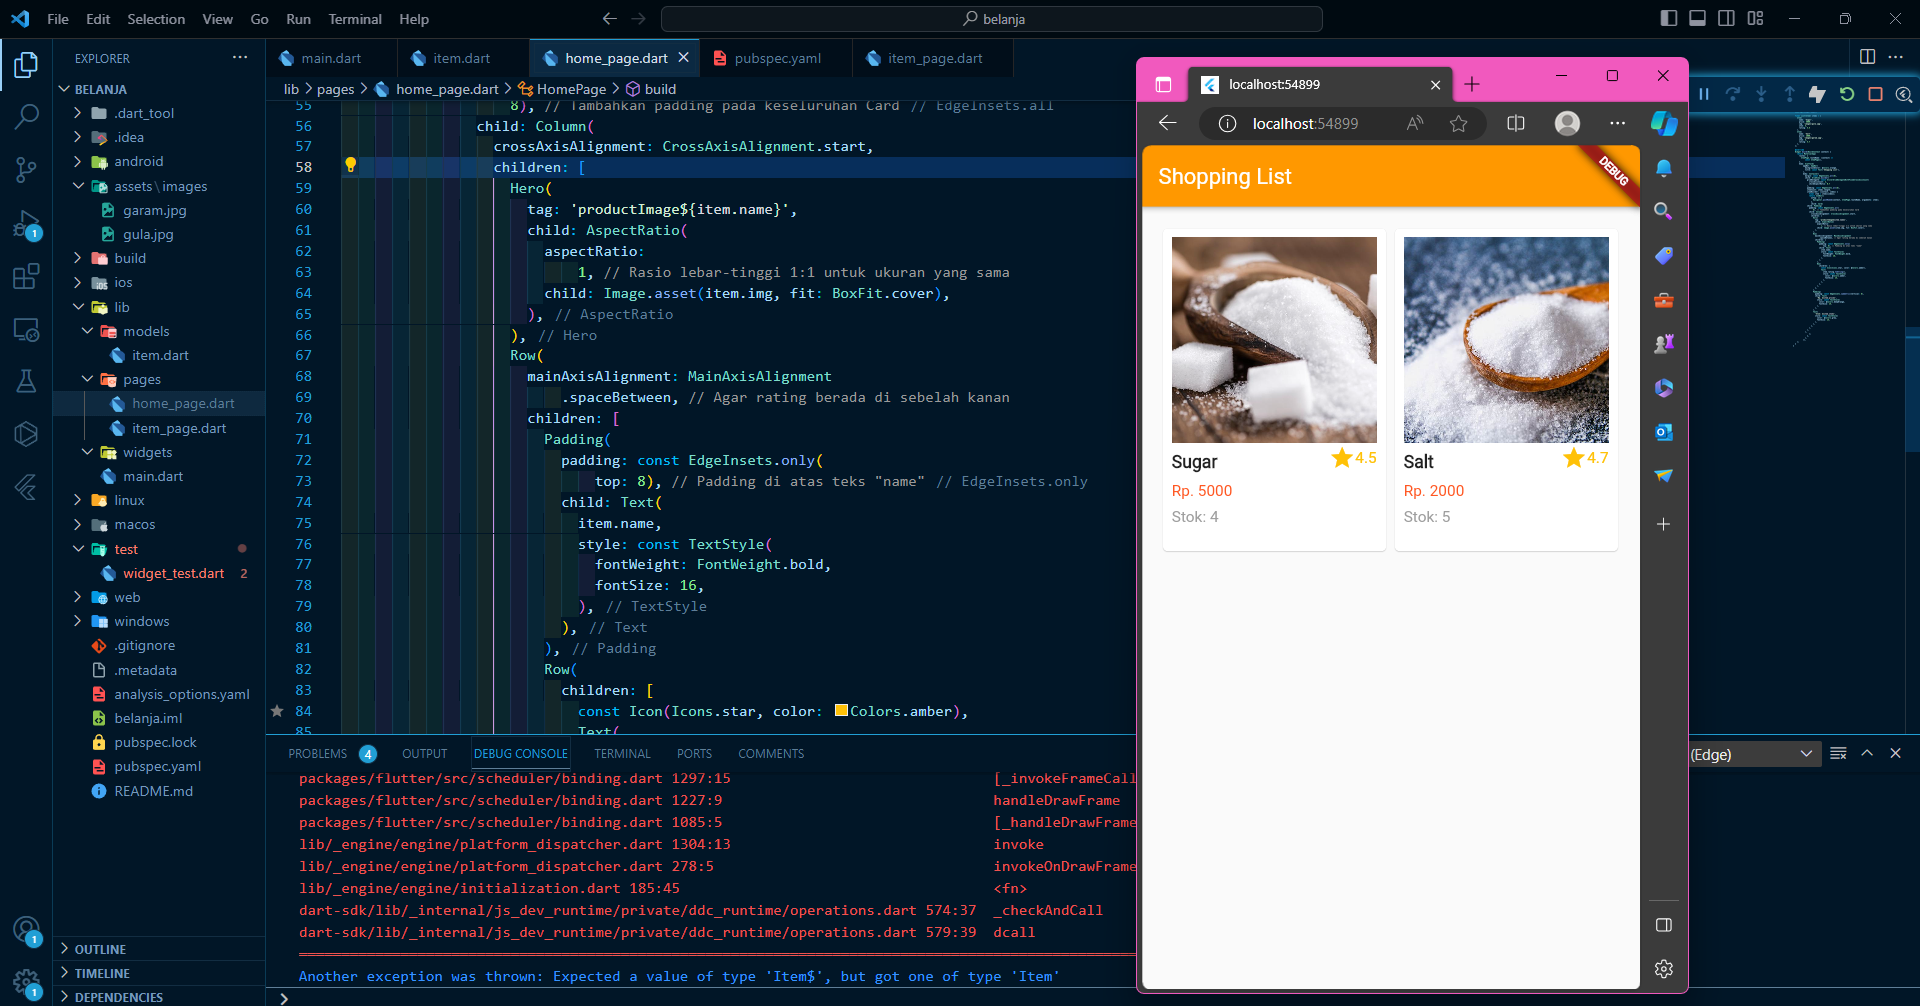 File Edit Selection View Go Run Terminal Help
belanja
EXPLORER
BELANJA
.dart_tool
.idea
android
assets\images
garam.jpg
gula.jpg
build
ios
lib
models
item.dart
pages
home_page.dart
item_page.dart
widgets
main.dart
linux
macos
test
widget_test.dart 2
web
windows
.gitignore
.metadata
analysis_options.yaml
belanja.iml
pubspec.lock
pubspec.yaml
README.md
OUTLINE
TIMELINE
DEPENDENCIES
1
1
1
main.dart item.dart home_page.dart pubspec.yaml item_page.dart
lib > pages > home_page.dart > HomePage > build
55 8), // Tambahkan padding pada keseluruhan Card // EdgeInsets.all
56 child: Column(
57 crossAxisAlignment: CrossAxisAlignment.start,
58 children: [
59 Hero(
60 tag: 'productImage${item.name}',
61 child: AspectRatio(
62 aspectRatio:
63 1, // Rasio lebar-tinggi 1:1 untuk ukuran yang sama
64 child: Image.asset(item.img, fit: BoxFit.cover),
65 ), // AspectRatio
66 ), // Hero
67 Row(
68 mainAxisAlignment: MainAxisAlignment
69 .spaceBetween, // Agar rating berada di sebelah kanan
70 children: [
71 Padding(
72 padding: const EdgeInsets.only(
73 top: 8), // Padding di atas teks "name" // EdgeInsets.only
74 child: Text(
75 item.name,
76 style: const TextStyle(
77 fontWeight: FontWeight.bold,
78 fontSize: 16,
79 ), // TextStyle
80 ), // Text
81 ), // Padding
82 Row(
83 children: [
84 const Icon(Icons.star, color: Colors.amber),
85 Text(
PROBLEMS 4 OUTPUT DEBUG CONSOLE TERMINAL PORTS COMMENTS
(Edge)
packages/flutter/src/scheduler/binding.dart 1297:15 [_invokeFrameCall
packages/flutter/src/scheduler/binding.dart 1227:9 handleDrawFrame
packages/flutter/src/scheduler/binding.dart 1085:5 [_handleDrawFrame
lib/_engine/engine/platform_dispatcher.dart 1304:13 invoke
lib/_engine/engine/platform_dispatcher.dart 278:5 invokeOnDrawFrame
lib/_engine/engine/initialization.dart 185:45 <fn>
dart-sdk/lib/_internal/js_dev_runtime/private/ddc_runtime/operations.dart 574:37 _checkAndCall
dart-sdk/lib/_internal/js_dev_runtime/private/ddc_runtime/operations.dart 579:39 dcall
Another exception was thrown: Expected a value of type 'Item$', but got one of type 'Item'
localhost:54899
localhost:54899
Shopping List
DEBUG
Sugar 4.5
Rp. 5000
Stok: 4
Salt 4.7
Rp. 2000
Stok: 5